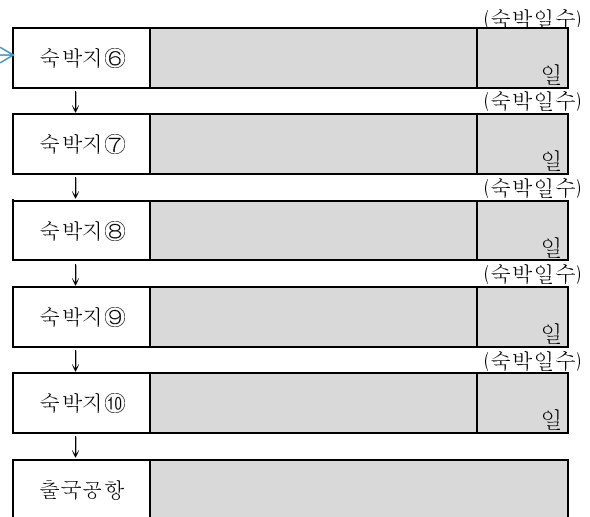 (숙박일수)
숙박지⑥ 일
(숙박일수)
숙박지⑦ 일
(숙박일수)
숙박지⑧ 일
(숙박일수)
숙박지⑨ 일
(숙박일수)
숙박지⑩ 일
출국공항